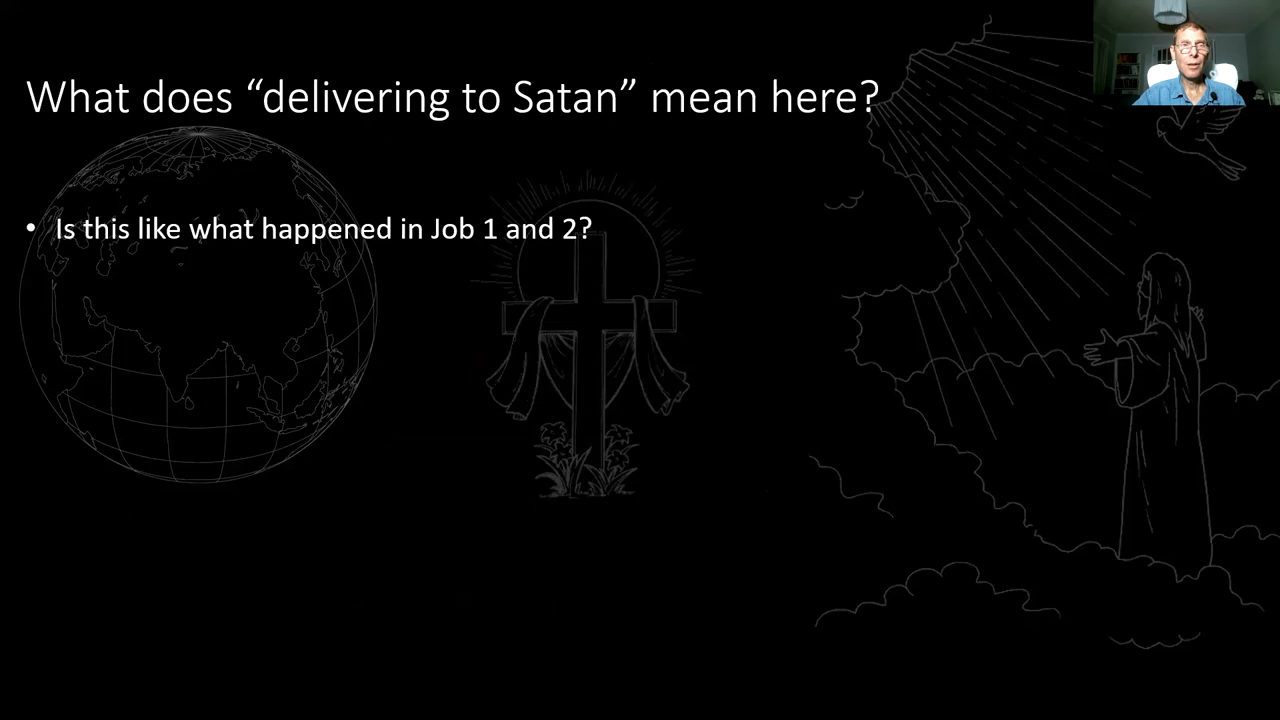 What does “delivering to Satan” mean here?
• Is this like what happened in Job 1 and 2?